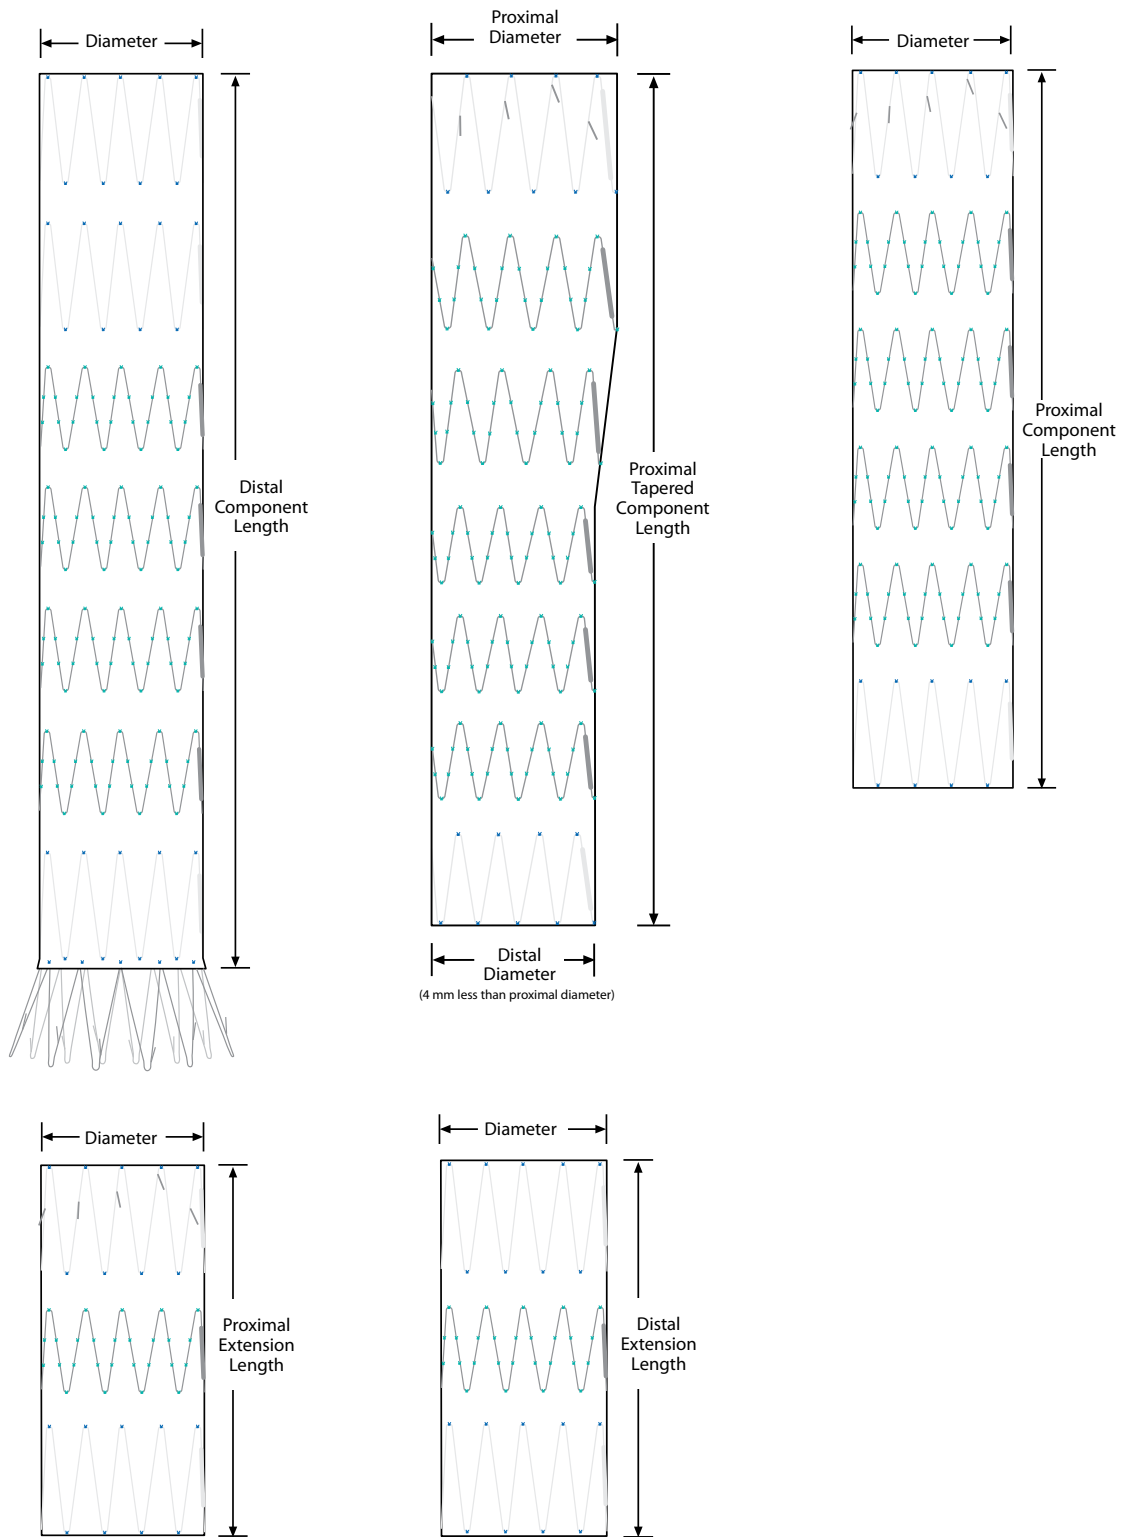 Diameter
Proximal
Diameter
Diameter
Distal
Component
Length
Proximal
Tapered
Component
Length
Proximal
Component
Length
Distal
Diameter
(4 mm less than proximal diameter)
Diameter
Diameter
Proximal
Extension
Length
Distal
Extension
Length